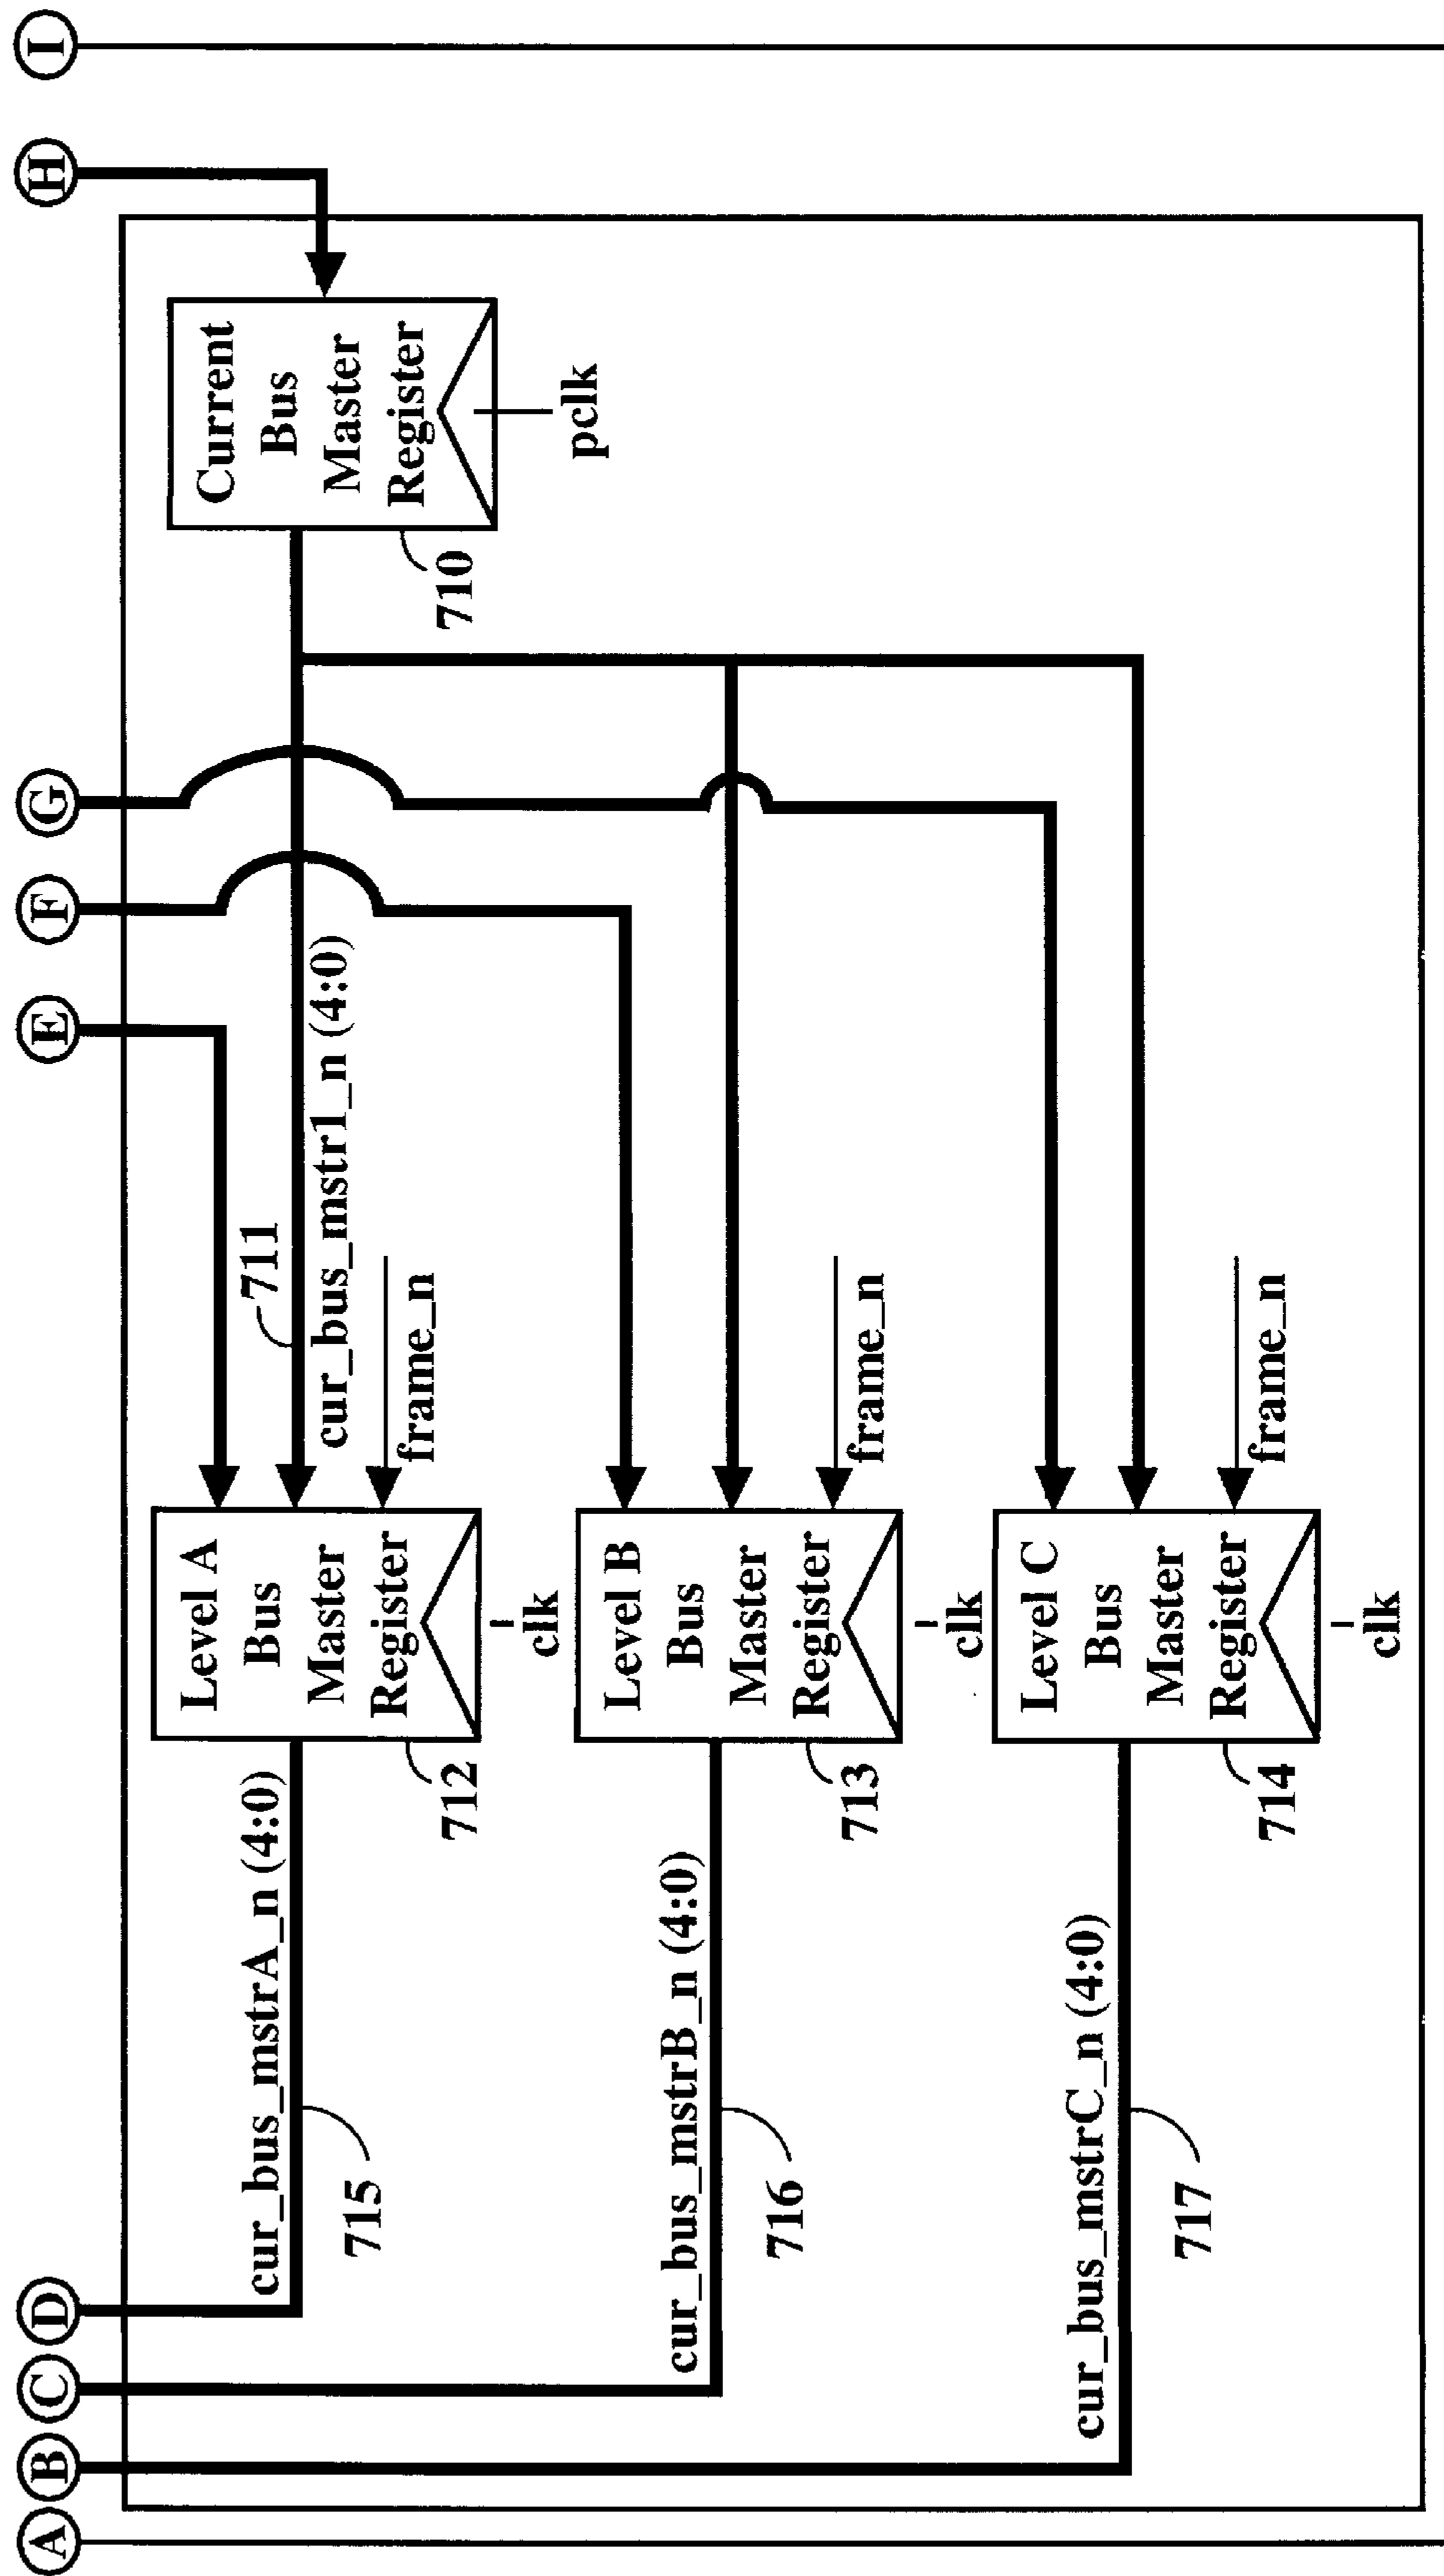 A
B
C
D
E
F
G
H
I
cur_bus_mstrA_n (4:0)
715
Level A
Bus
Master
Register
712
clk
711
cur_bus_mstr1_n (4:0)
frame_n
Current
Bus
Master
Register
710
pclk
cur_bus_mstrB_n (4:0)
716
Level B
Bus
Master
Register
713
clk
frame_n
cur_bus_mstrC_n (4:0)
717
Level C
Bus
Master
Register
714
clk
frame_n